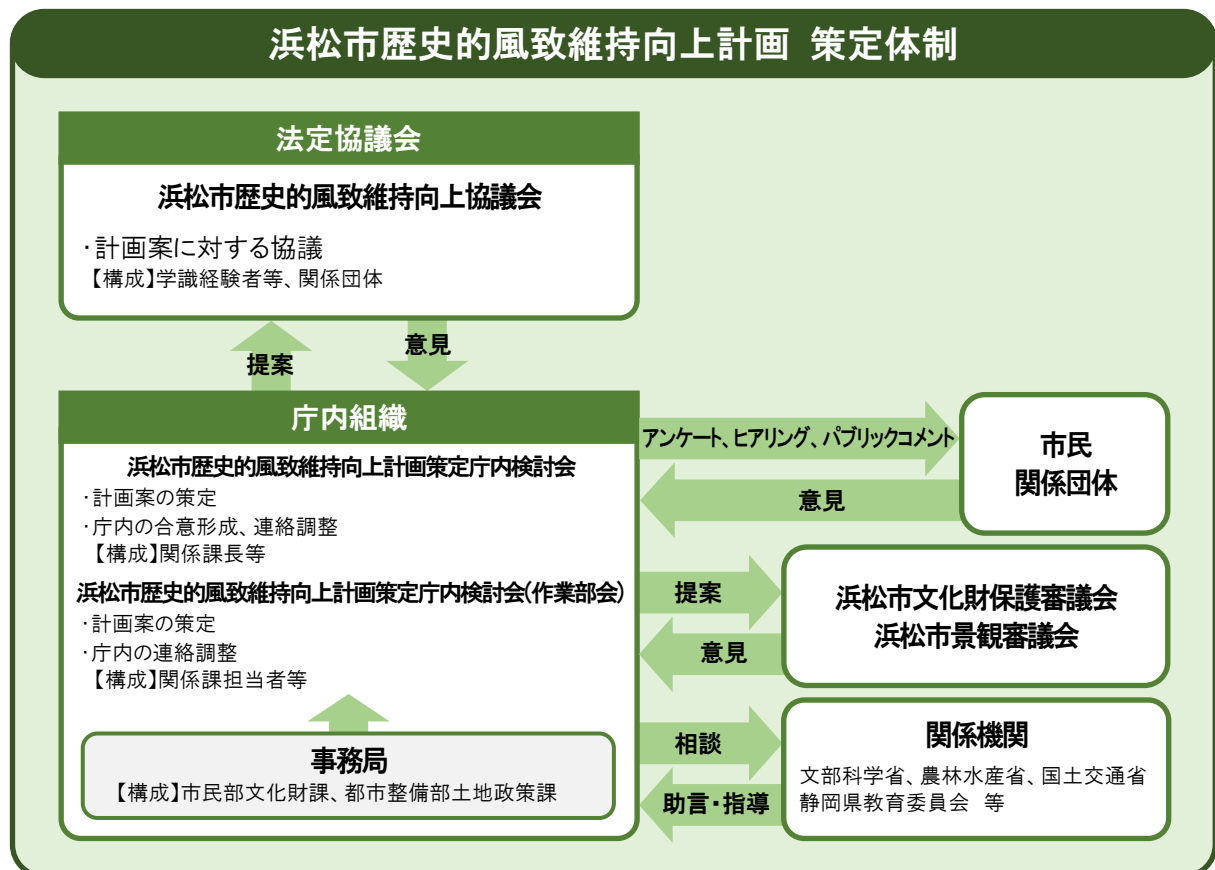 浜松市歴史的風致維持向上計画 策定体制
法定協議会
浜松市歴史的風致維持向上協議会
・計画案に対する協議
【構成】学識経験者等、関係団体
提案
意見
庁内組織
浜松市歴史的風致維持向上計画策定庁内検討会
・計画案の策定
・庁内の合意形成、連絡調整
【構成】関係課長等
浜松市歴史的風致維持向上計画策定庁内検討会(作業部会)
・計画案の策定
・庁内の連絡調整
【構成】関係課担当者等
事務局
【構成】市民部文化財課、都市整備部土地政策課
アンケート、ヒアリング、パブリックコメント
意見
市民
関係団体
提案
意見
浜松市文化財保護審議会
浜松市景観審議会
相談
助言・指導
関係機関
文部科学省、農林水産省、国土交通省
静岡県教育委員会 等